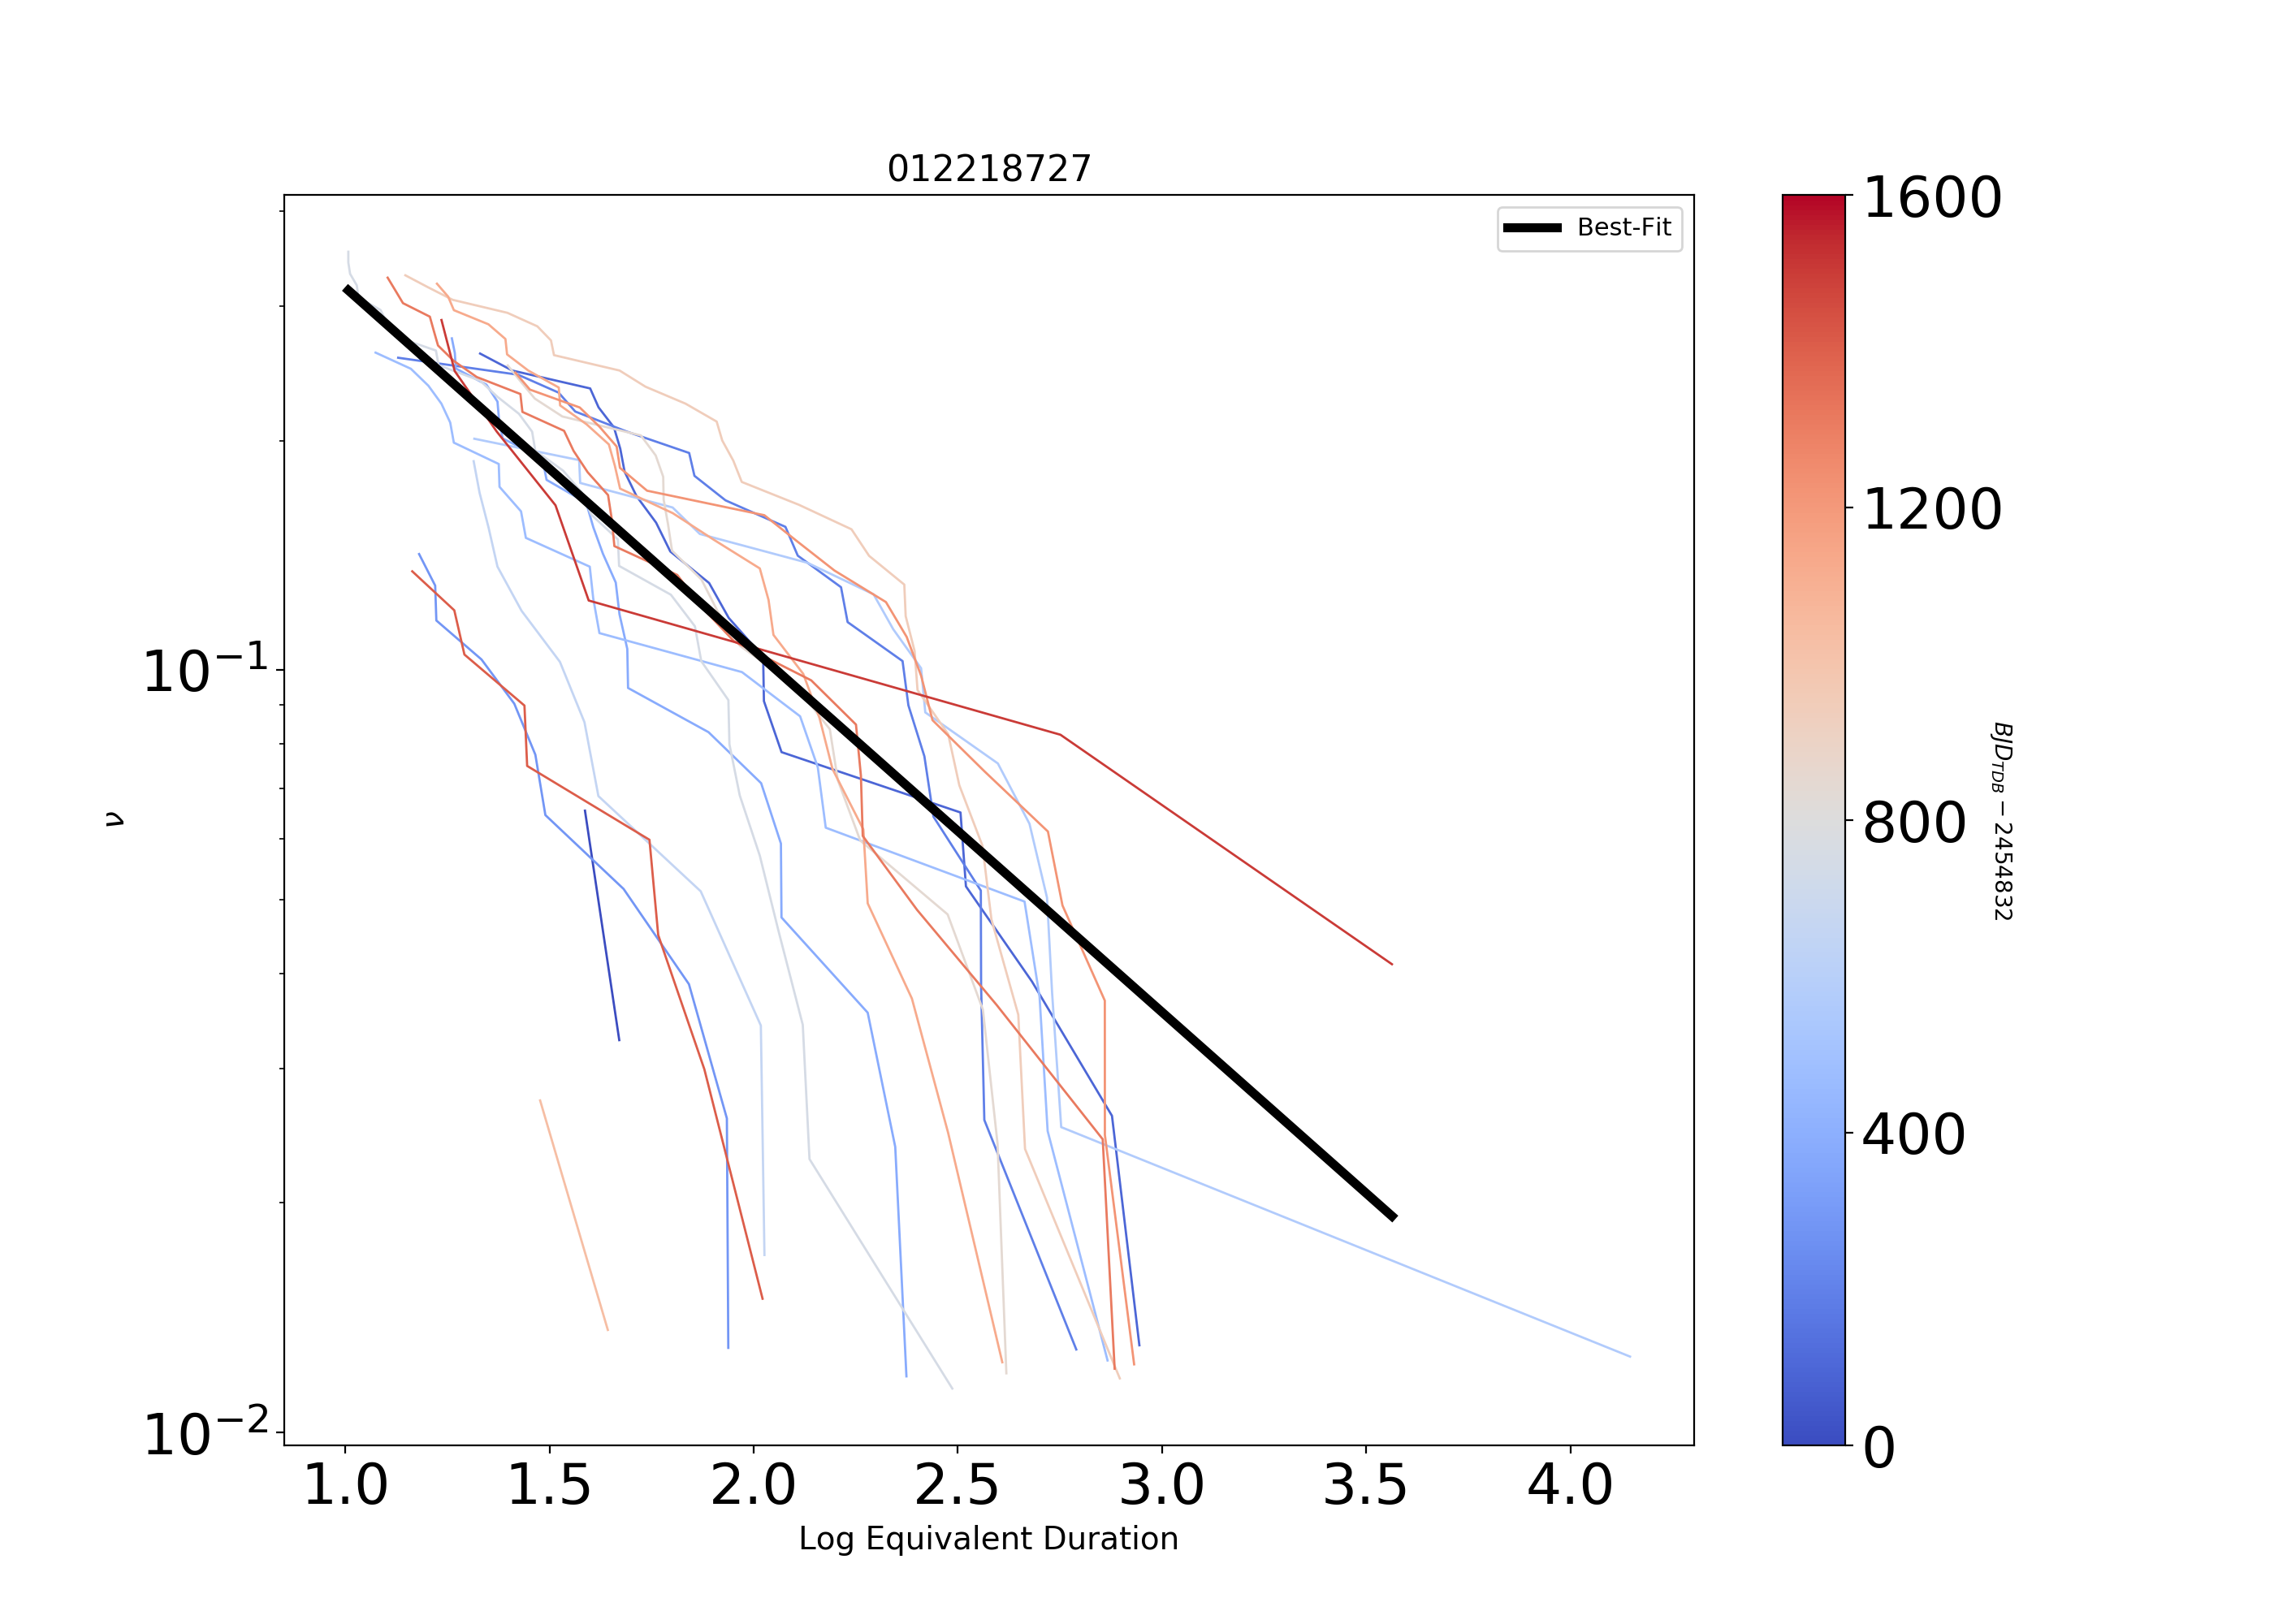 012218727
Best-Fit
ν
10⁻¹
10⁻²
1.0 1.5 2.0 2.5 3.0 3.5 4.0
Log Equivalent Duration
1600
1200
800
400
0
BJD_TDB − 2454832